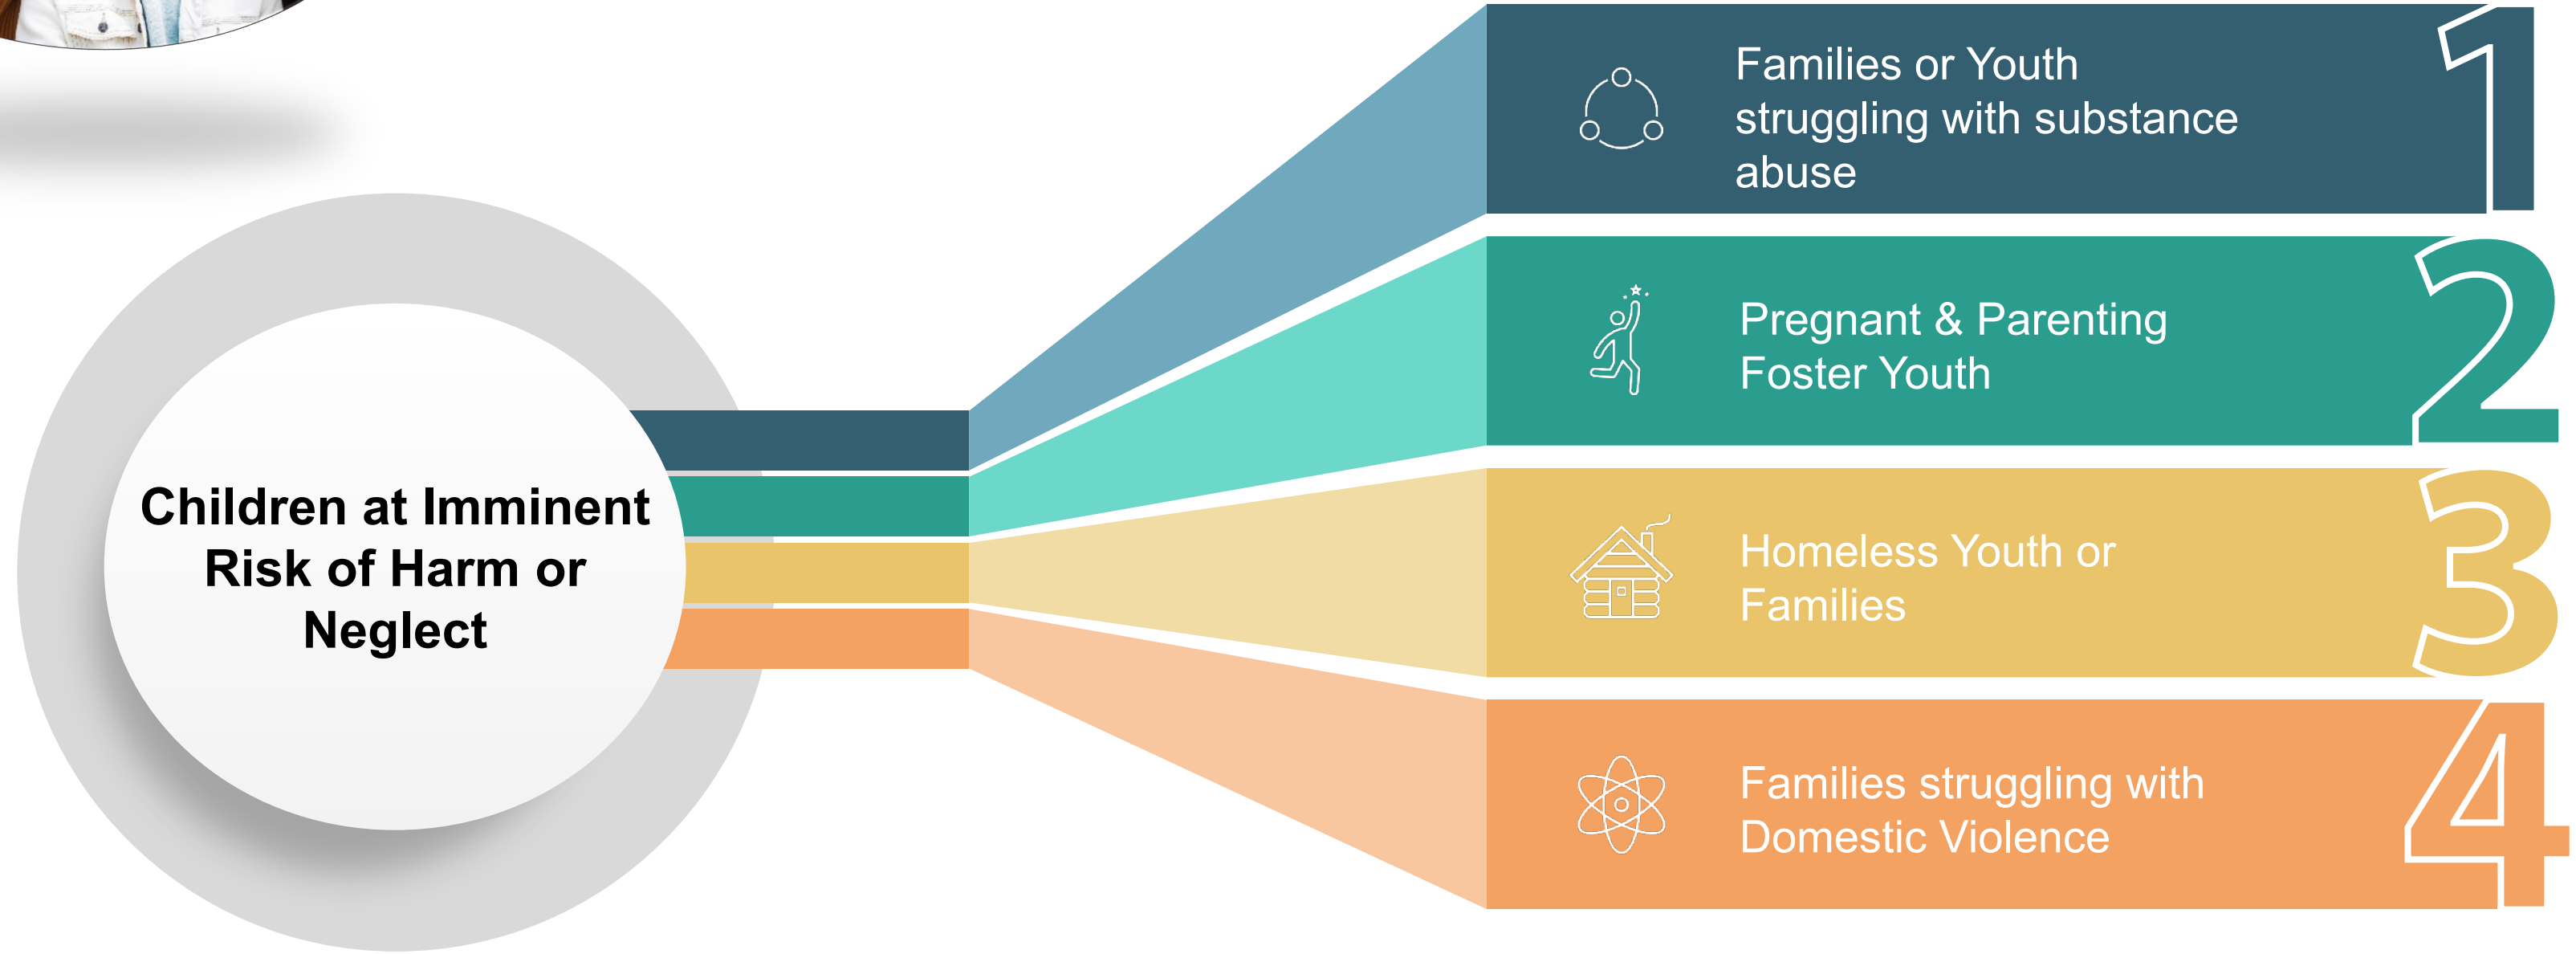 Children at Imminent
Risk of Harm or
Neglect
Families or Youth
struggling with substance
abuse
1
Pregnant & Parenting
Foster Youth
2
Homeless Youth or
Families
3
Families struggling with
Domestic Violence
4